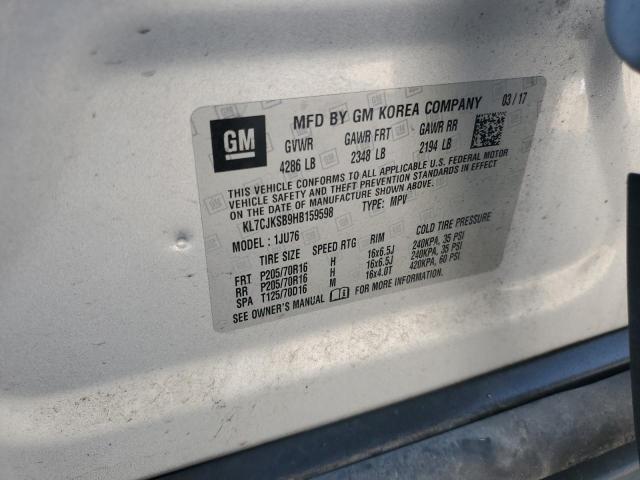 GM
MFD BY GM KOREA COMPANY 03/17
GVWR GAWR FRT GAWR RR
4286 LB 2348 LB 2194 LB
THIS VEHICLE CONFORMS TO ALL APPLICABLE U.S. FEDERAL MOTOR
VEHICLE SAFETY AND THEFT PREVENTION STANDARDS IN EFFECT
ON THE DATE OF MANUFACTURE SHOWN ABOVE.
KL7CJKSB9HB159598 TYPE: MPV
MODEL: 1JU76
TIRE SIZE SPEED RTG RIM COLD TIRE PRESSURE
FRT P205/70R16 H 16x6.5J 240KPA, 35 PSI
RR P205/70R16 H 16x6.5J 240KPA, 35 PSI
SPA T125/70D16 M 16x4.0T 420KPA, 60 PSI
SEE OWNER'S MANUAL FOR MORE INFORMATION